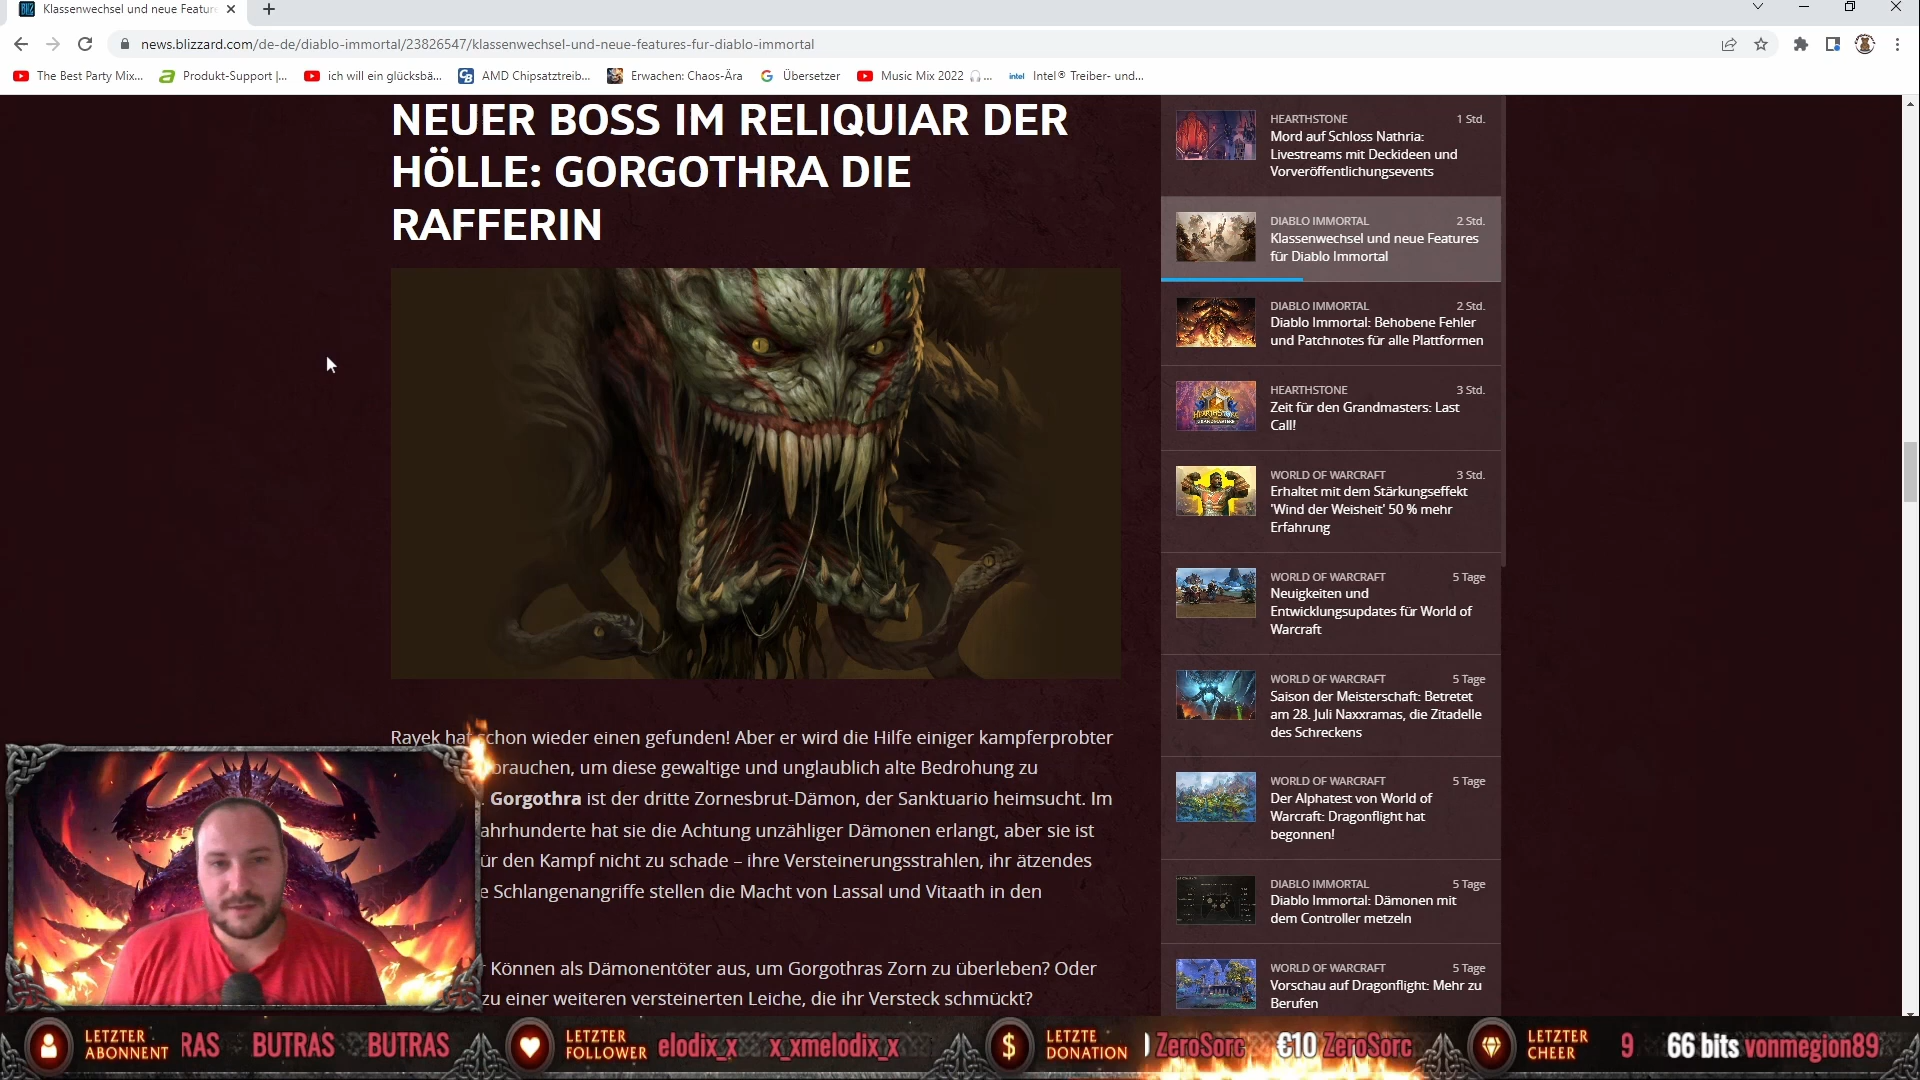 Klassenwechsel und neue Feature
news.blizzard.com/de-de/diablo-immortal/23826547/klassenwechsel-und-neue-features-fur-diablo-immortal
The Best Party Mix...
Produkt-Support |...
ich will ein glücksbä...
AMD Chipsatztreib...
Erwachen: Chaos-Ära
Übersetzer
Music Mix 2022 🎧...
intel Intel® Treiber- und...
NEUER BOSS IM RELIQUIAR DER
HÖLLE: GORGOTHRA DIE
RAFFERIN
Rayek hat schon wieder einen gefunden! Aber er wird die Hilfe einiger kampferprobter
brauchen, um diese gewaltige und unglaublich alte Bedrohung zu
. Gorgothra ist der dritte Zornesbrut-Dämon, der Sanktuario heimsucht. Im
ahrhunderte hat sie die Achtung unzähliger Dämonen erlangt, aber sie ist
ür den Kampf nicht zu schade – ihre Versteinerungsstrahlen, ihr ätzendes
e Schlangenangriffe stellen die Macht von Lassal und Vitaath in den
r Können als Dämonentöter aus, um Gorgothras Zorn zu überleben? Oder
zu einer weiteren versteinerten Leiche, die ihr Versteck schmückt?
HEARTHSTONE 1 Std.
Mord auf Schloss Nathria:
Livestreams mit Deckideen und
Vorveröffentlichungsevents
DIABLO IMMORTAL 2 Std.
Klassenwechsel und neue Features
für Diablo Immortal
DIABLO IMMORTAL 2 Std.
Diablo Immortal: Behobene Fehler
und Patchnotes für alle Plattformen
HEARTHSTONE 3 Std.
Zeit für den Grandmasters: Last
Call!
WORLD OF WARCRAFT 3 Std.
Erhaltet mit dem Stärkungseffekt
'Wind der Weisheit' 50 % mehr
Erfahrung
WORLD OF WARCRAFT 5 Tage
Neuigkeiten und
Entwicklungsupdates für World of
Warcraft
WORLD OF WARCRAFT 5 Tage
Saison der Meisterschaft: Betretet
am 28. Juli Naxxramas, die Zitadelle
des Schreckens
WORLD OF WARCRAFT 5 Tage
Der Alphatest von World of
Warcraft: Dragonflight hat
begonnen!
DIABLO IMMORTAL 5 Tage
Diablo Immortal: Dämonen mit
dem Controller metzeln
WORLD OF WARCRAFT 5 Tage
Vorschau auf Dragonflight: Mehr zu
Berufen
LETZTER
ABONNENT
RAS BUTRAS BUTRAS
LETZTER
FOLLOWER
elodix_x x_xmelodix_x
LETZTE
DONATION
ZeroSorc €10 ZeroSorc
LETZTER
CHEER
9 66 bits vonmegion89